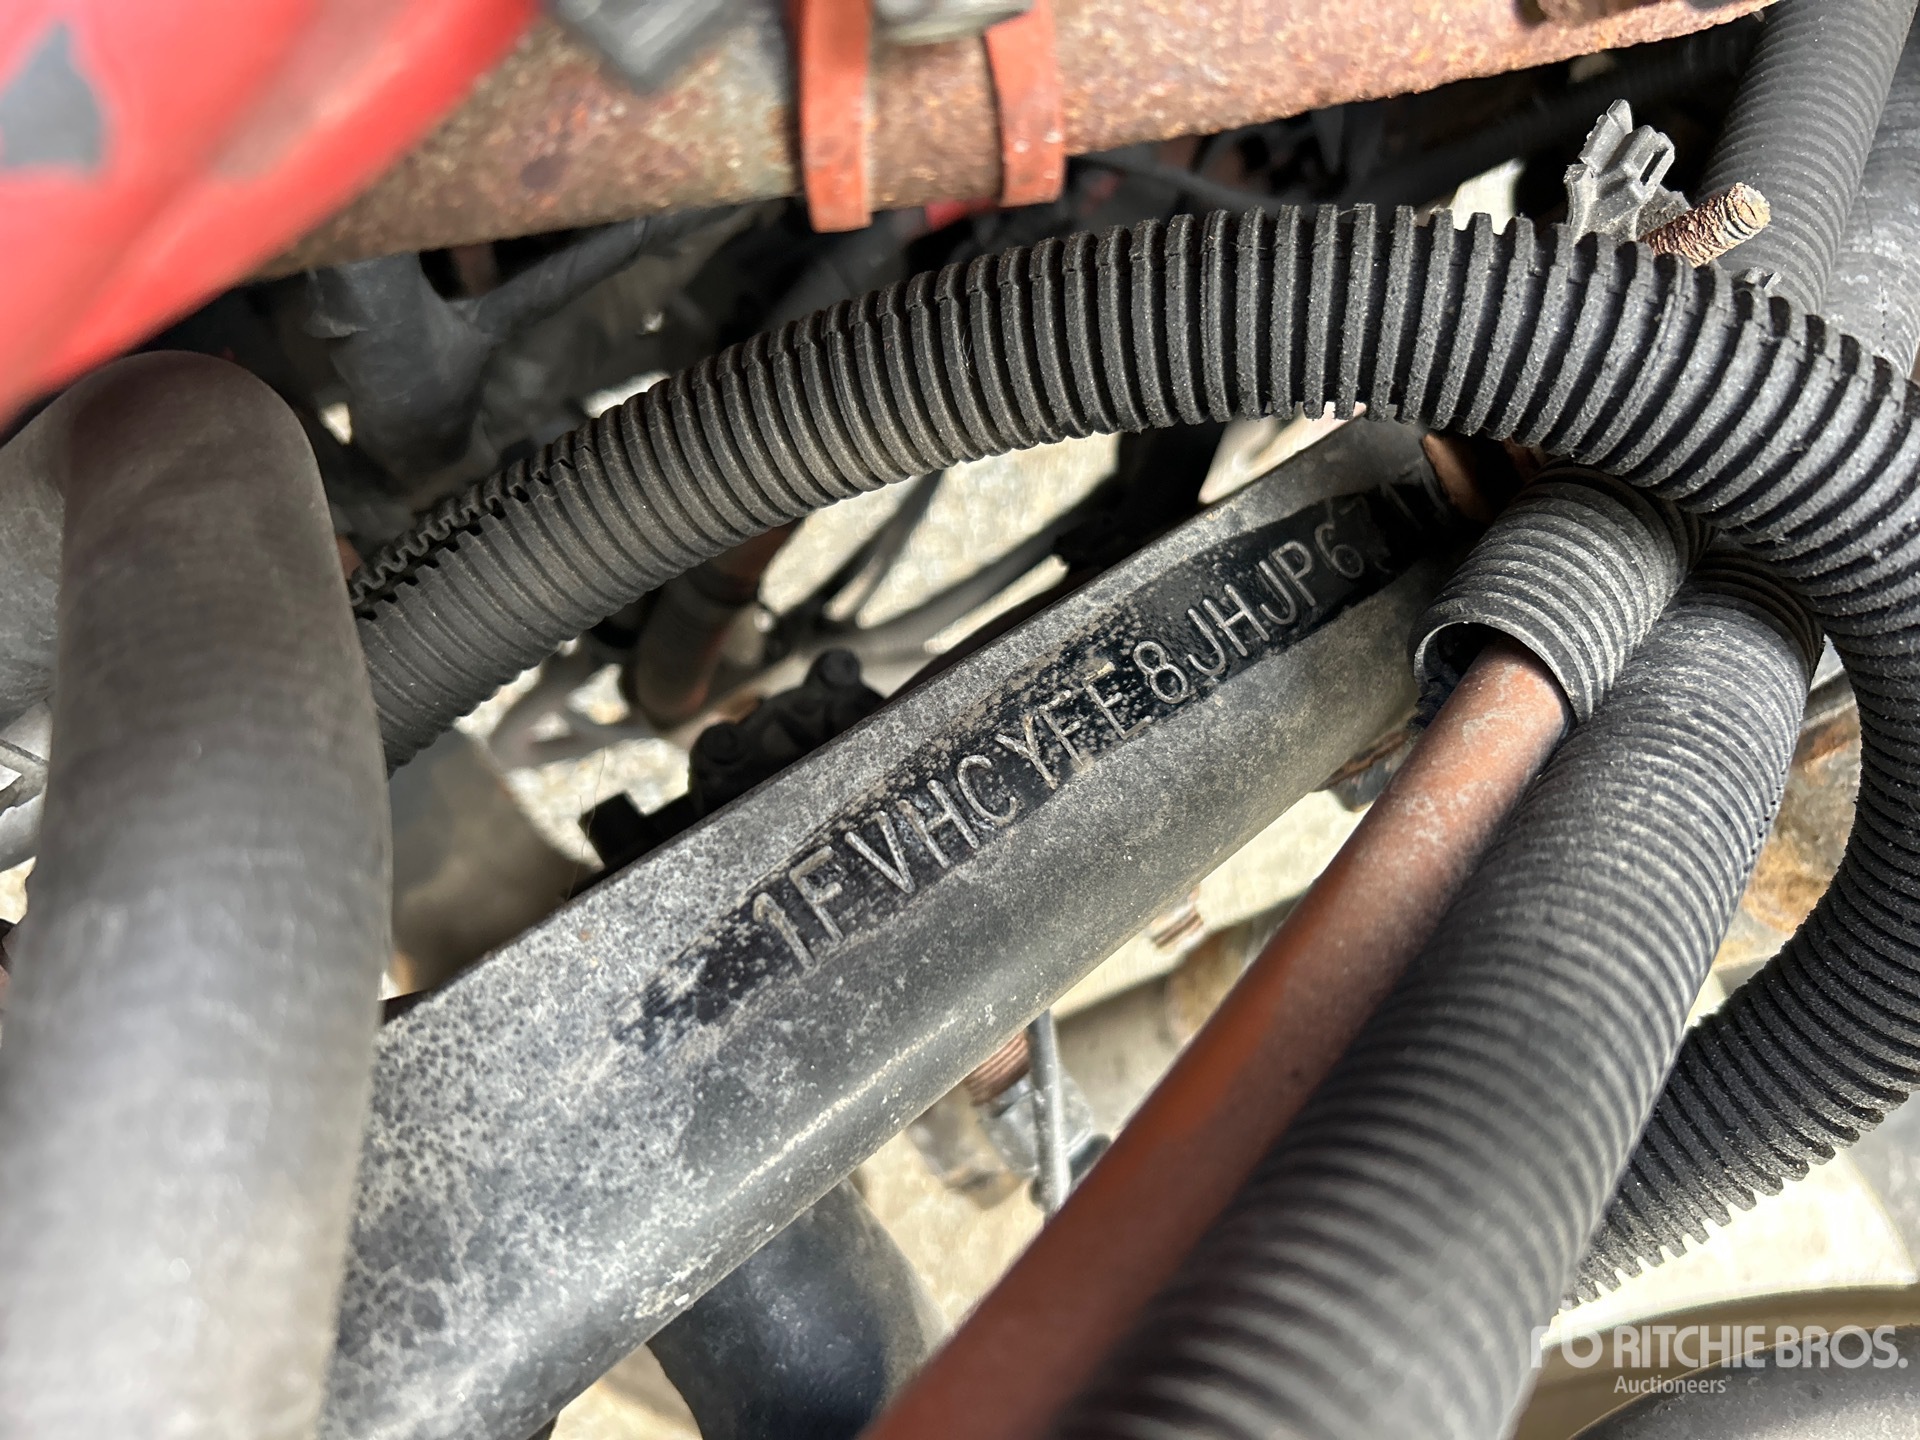 1FVHCYFE8JHJP6
RITCHIE BROS.
Auctioneers